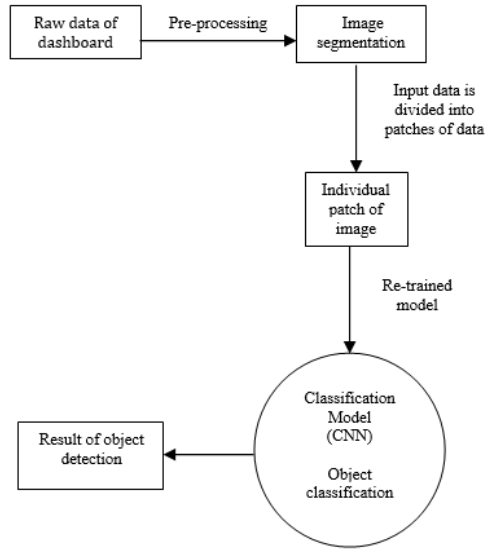 Raw data of
dashboard
Pre-processing
Image
segmentation
Input data is
divided into
patches of data
Individual
patch of
image
Re-trained
model
Classification
Model
(CNN)
Object
classification
Result of object
detection